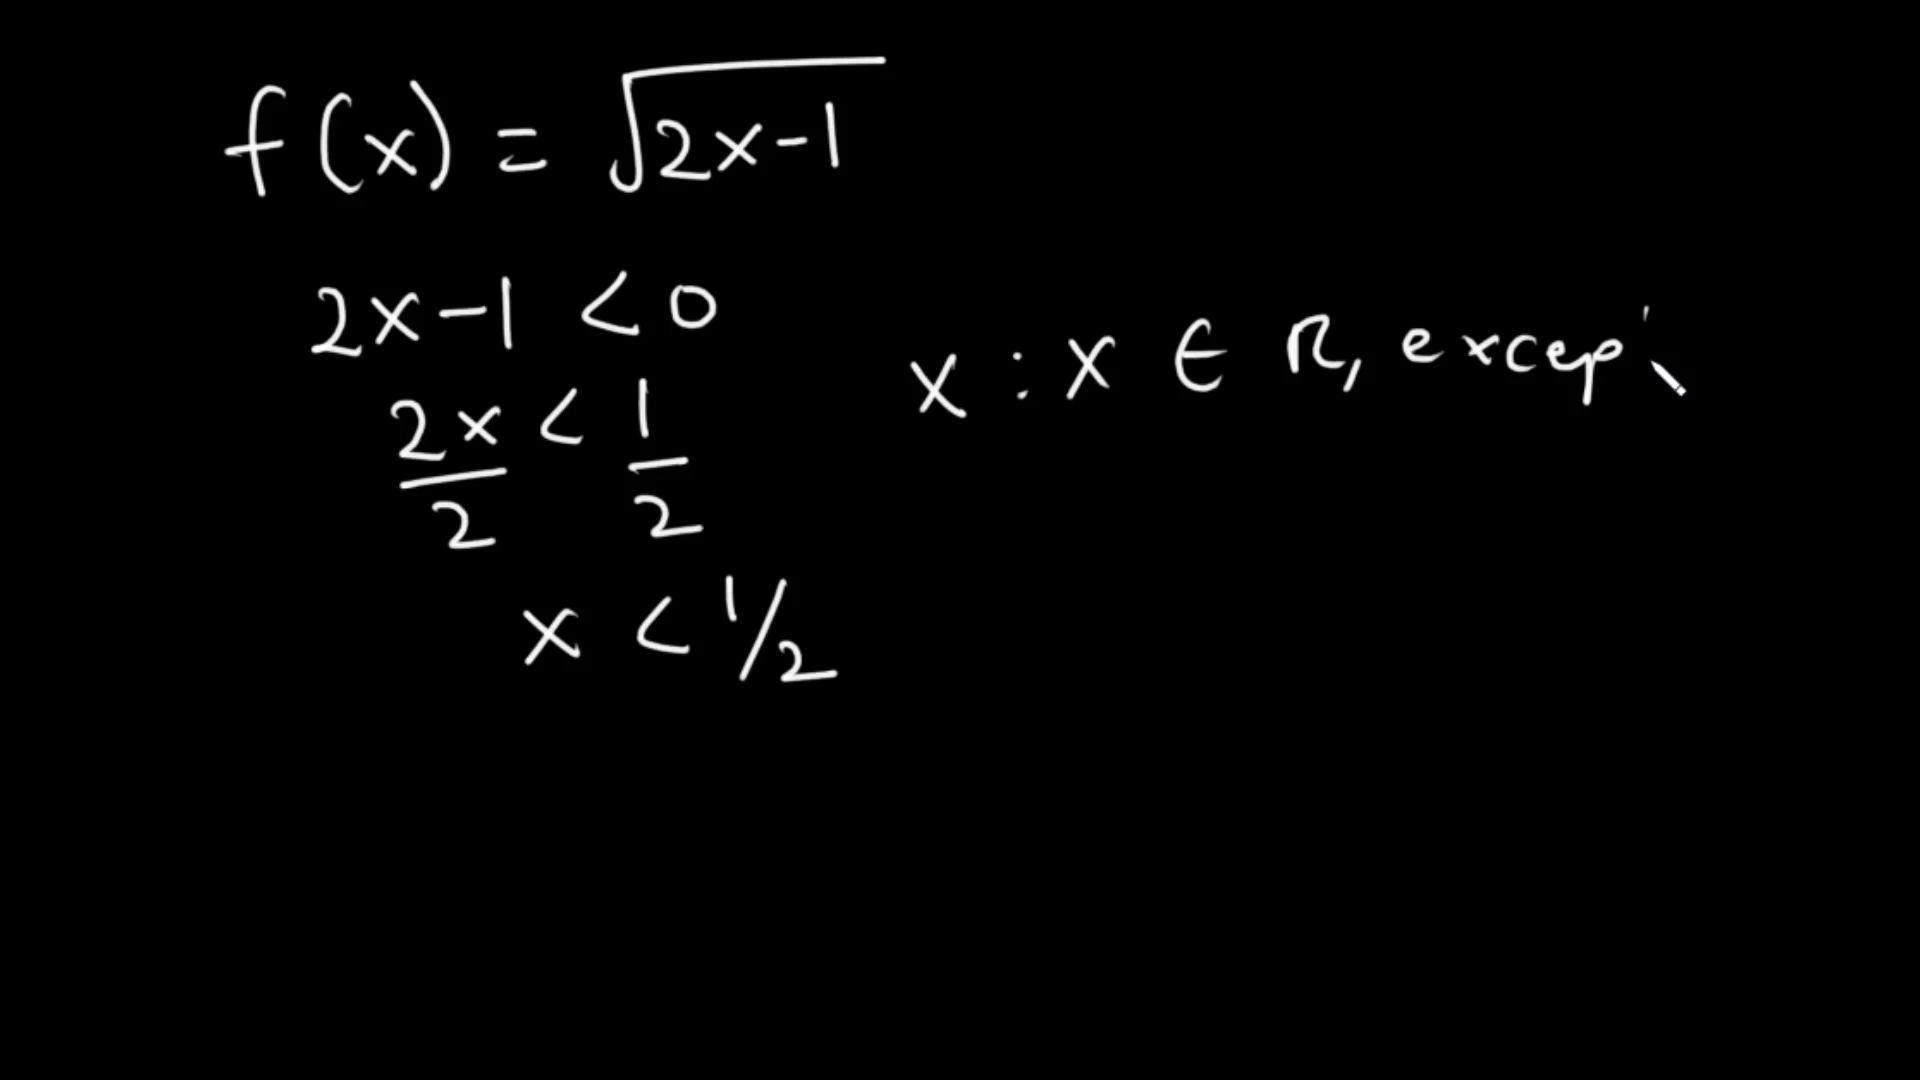 f(x) = √2x-1
2x-1 < 0
x : x ∈ R, excep
2x/2 < 1/2
x < 1/2